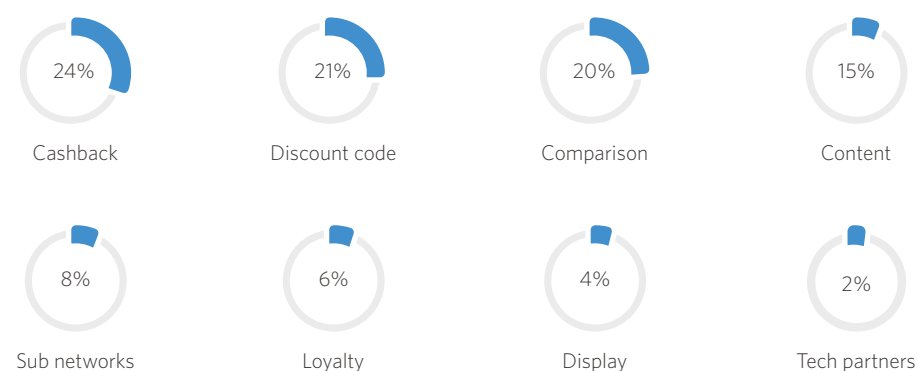 24%
21%
20%
15%
Cashback
Discount code
Comparison
Content
8%
6%
4%
2%
Sub networks
Loyalty
Display
Tech partners